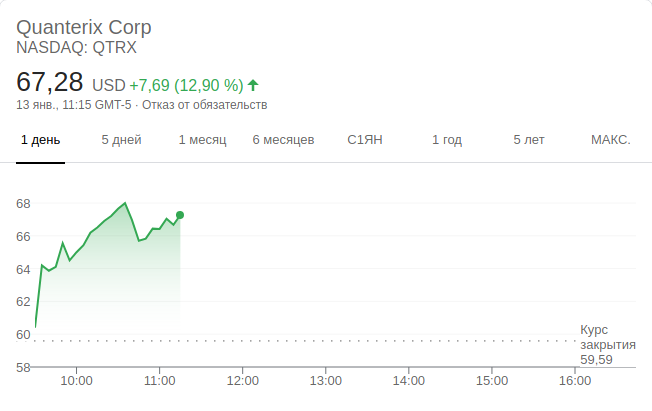 Quanterix Corp
NASDAQ: QTRX
67,28 USD +7,69 (12,90 %)
13 янв., 11:15 GMT-5 · Отказ от обязательств
1 день 5 дней 1 месяц 6 месяцев С1ЯН 1 год 5 лет МАКС.
68
66
64
62
60
58
Курс
закрытия
59,59
10:00 11:00 12:00 13:00 14:00 15:00 16:00